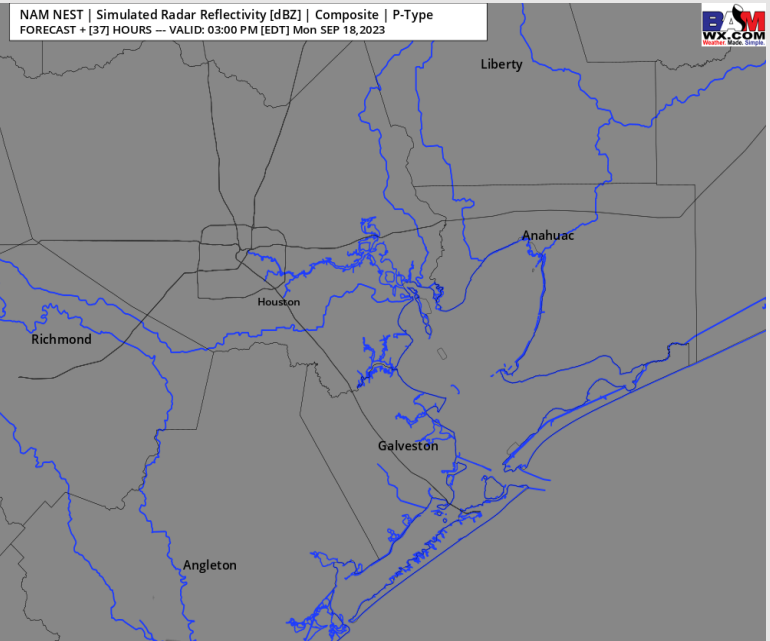 NAM NEST | Simulated Radar Reflectivity [dBZ] | Composite | P-Type
FORECAST + [37] HOURS --- VALID: 03:00 PM [EDT] Mon SEP 18,2023
BAM
WX.COM
Weather. Made. Simple.
Liberty
Anahuac
Houston
Richmond
Galveston
Angleton